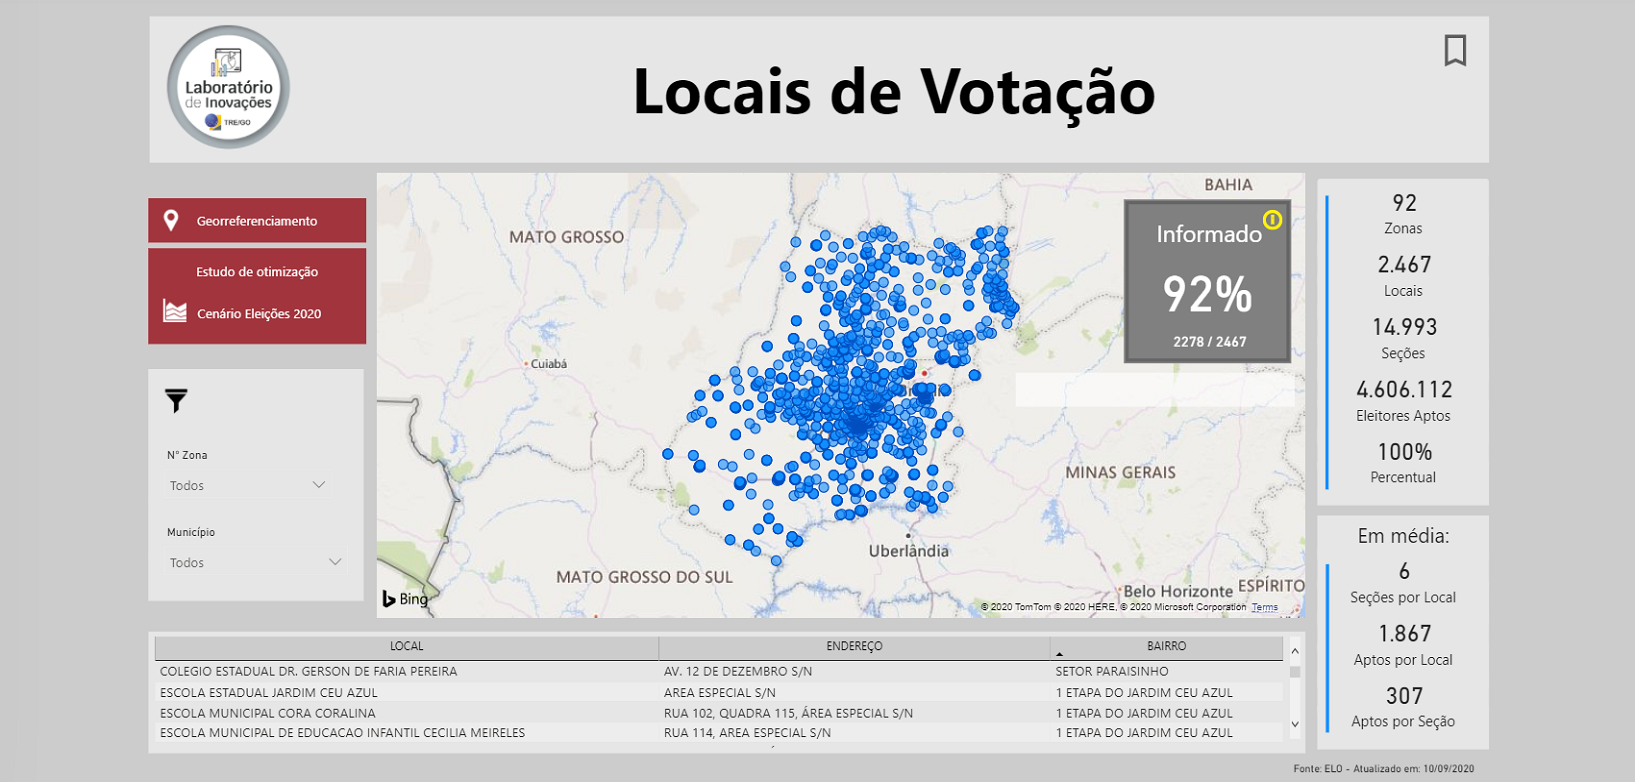 Laboratório
de Inovações
TRE/GO
Locais de Votação
Georreferenciamento
Estudo de otimização
Cenário Eleições 2020
N° Zona
Todos
Município
Todos
BAHIA
MATO GROSSO
Cuiabá
MINAS GERAIS
Uberlândia
MATO GROSSO DO SUL
Belo Horizonte
ESPÍRITO
Bing
© 2020 TomTom © 2020 HERE, © 2020 Microsoft Corporation Terms
Informado
92%
2278 / 2467
92
Zonas
2.467
Locais
14.993
Seções
4.606.112
Eleitores Aptos
100%
Percentual
Em média:
6
Seções por Local
1.867
Aptos por Local
307
Aptos por Seção
LOCAL ENDEREÇO BAIRRO
COLEGIO ESTADUAL DR. GERSON DE FARIA PEREIRA AV. 12 DE DEZEMBRO S/N SETOR PARAISINHO
ESCOLA ESTADUAL JARDIM CEU AZUL AREA ESPECIAL S/N 1 ETAPA DO JARDIM CEU AZUL
ESCOLA MUNICIPAL CORA CORALINA RUA 102, QUADRA 115, ÁREA ESPECIAL S/N 1 ETAPA DO JARDIM CEU AZUL
ESCOLA MUNICIPAL DE EDUCACAO INFANTIL CECILIA MEIRELES RUA 114, AREA ESPECIAL S/N 1 ETAPA DO JARDIM CEU AZUL
Fonte: ELO - Atualizado em: 10/09/2020